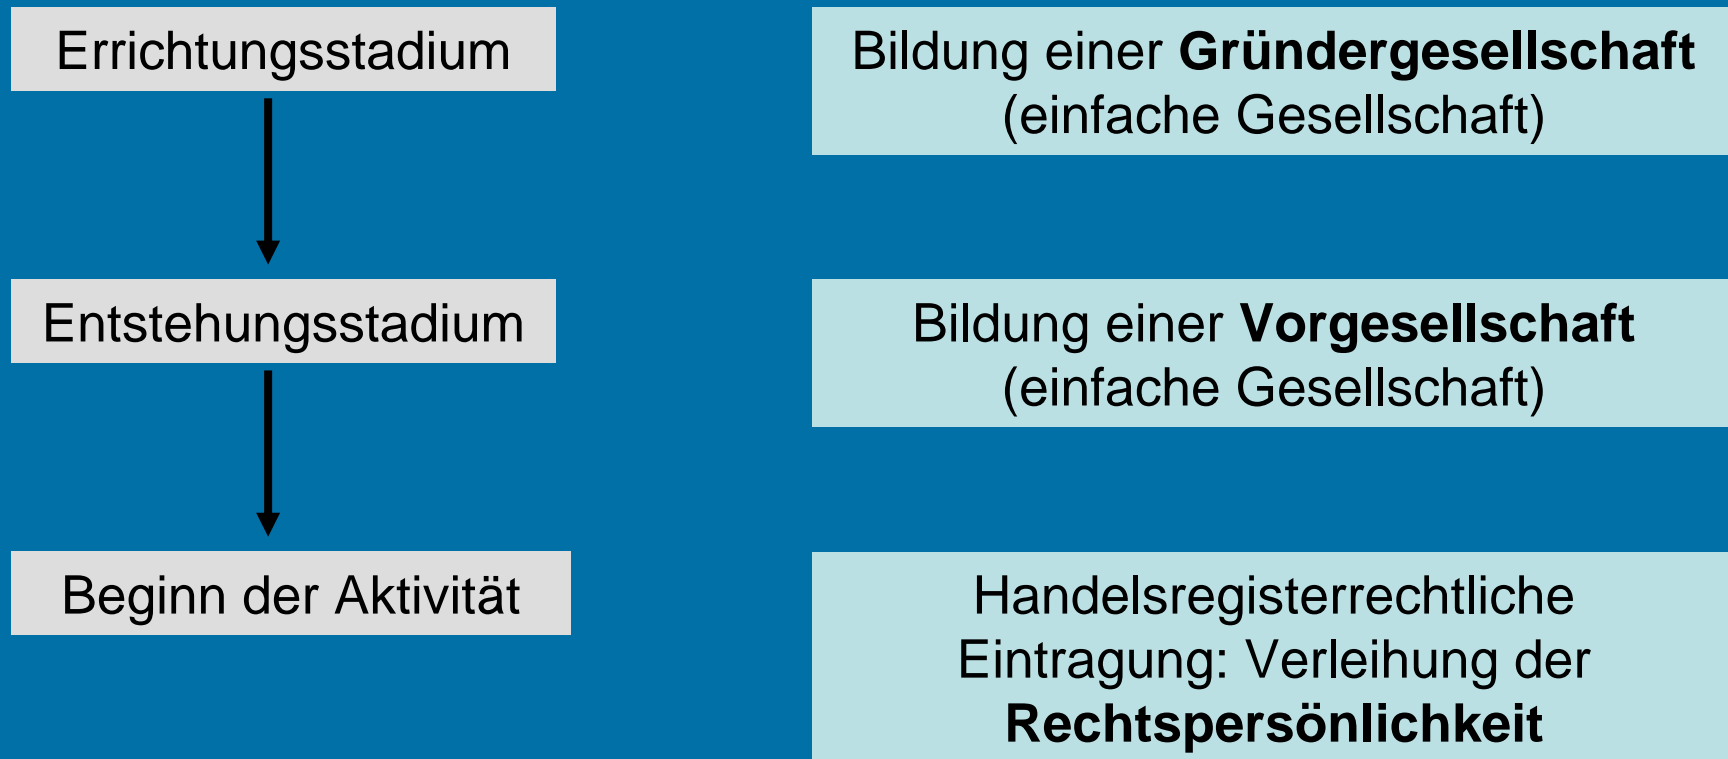 Errichtungsstadium
Bildung einer Gründergesellschaft
(einfache Gesellschaft)
Entstehungsstadium
Bildung einer Vorgesellschaft
(einfache Gesellschaft)
Beginn der Aktivität
Handelsregisterrechtliche
Eintragung: Verleihung der
Rechtspersönlichkeit